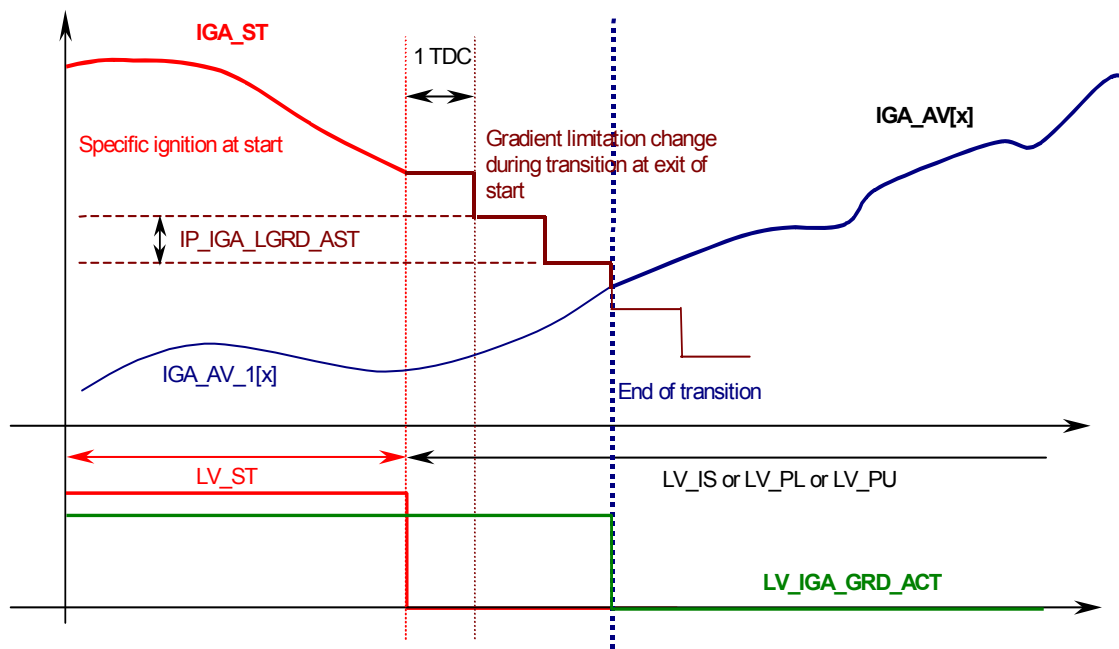 IGA_ST
1 TDC
IGA_AV[x]
Specific ignition at start
Gradient limitation change
during transition at exit of
start
IP_IGA_LGRD_AST
IGA_AV_1[x]
End of transition
LV_ST
LV_IS or LV_PL or LV_PU
LV_IGA_GRD_ACT